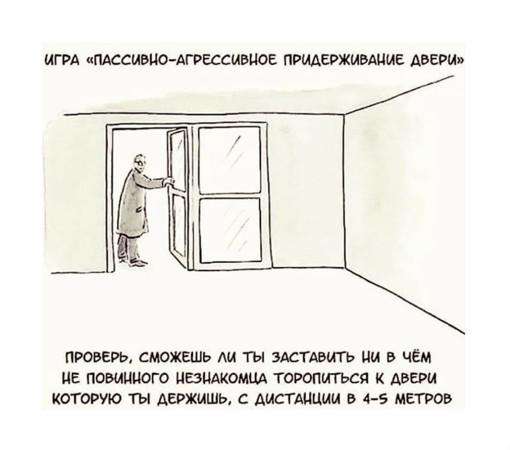 ИГРА «ПАССИВНО-АГРЕССИВНОЕ ПРИДЕРЖИВАНИЕ ДВЕРИ»
ПРОВЕРЬ, СМОЖЕШЬ ЛИ ТЫ ЗАСТАВИТЬ НИ В ЧЁМ
НЕ ПОВИННОГО НЕЗНАКОМЦА ТОРОПИТЬСЯ К ДВЕРИ
КОТОРУЮ ТЫ ДЕРЖИШЬ, С ДИСТАНЦИИ В 4-5 МЕТРОВ